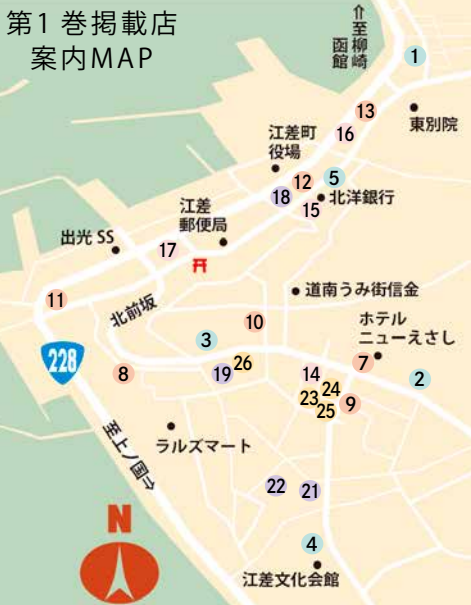 第1巻掲載店
案内MAP
⇧至柳崎
函館
1
13
東別院
16
江差町
役場
12
5
18
北洋銀行
15
江差
郵便局
出光 SS
17
道南うみ街信金
11
北前坂
10
ホテル
ニューえさし
3
228
7
8
19
26
14
2
24
23
9
25
ラルズマート
至上ノ国⇨
22
21
N
4
江差文化会館